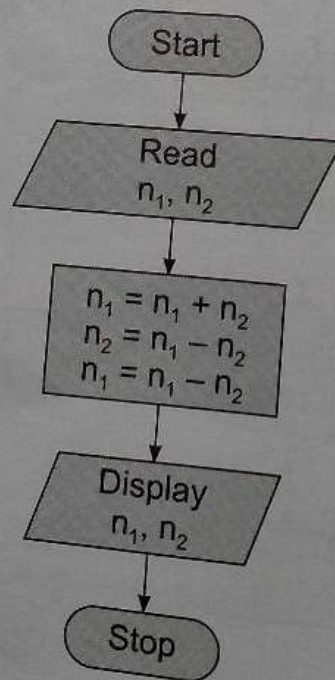 Start
Read
n₁, n₂
n₁ = n₁ + n₂
n₂ = n₁ – n₂
n₁ = n₁ – n₂
Display
n₁, n₂
Stop